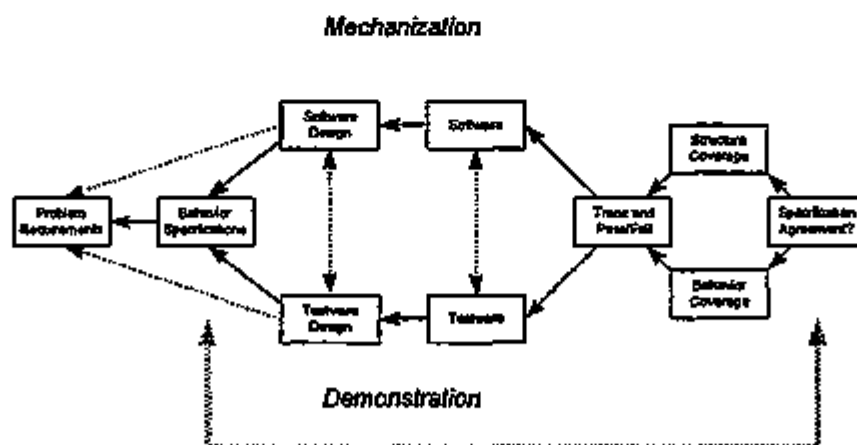 Mechanization
Software
Design
Software
Structure
Coverage
Problem
Requirements
Behavior
Specifications
Trace and
Pass/Fail
Specification
Agreement?
Testware
Design
Testware
Behavior
Coverage
Demonstration